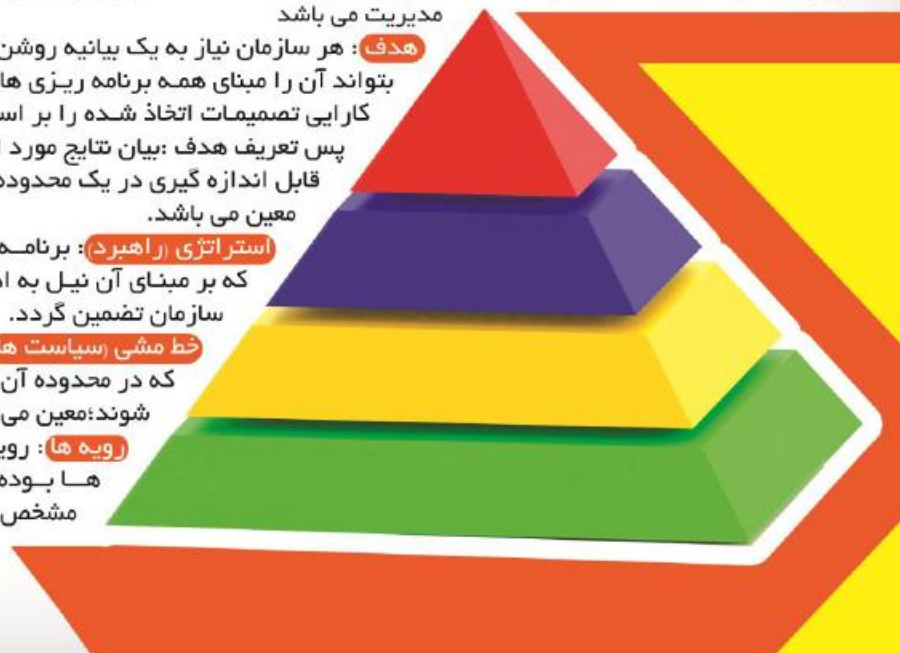 مدیریت می باشد
هدف: هر سازمان نیاز به یک بیانیه روشن
بتواند آن را مبنای همه برنامه ریزی ها
کارایی تصمیمات اتخاذ شده را بر
پس تعریف هدف :بیان نتایج مورد
قابل اندازه گیری در یک محدوده
معین می باشد.
استراتژی (راهبرد): برنامه
که بر مبنای آن نیل به
سازمان تضمین گردد.
خط مشی (سیاست ها
که در محدوده آن
شوند؛معین می
رویه ها:
ها بوده
مشخص